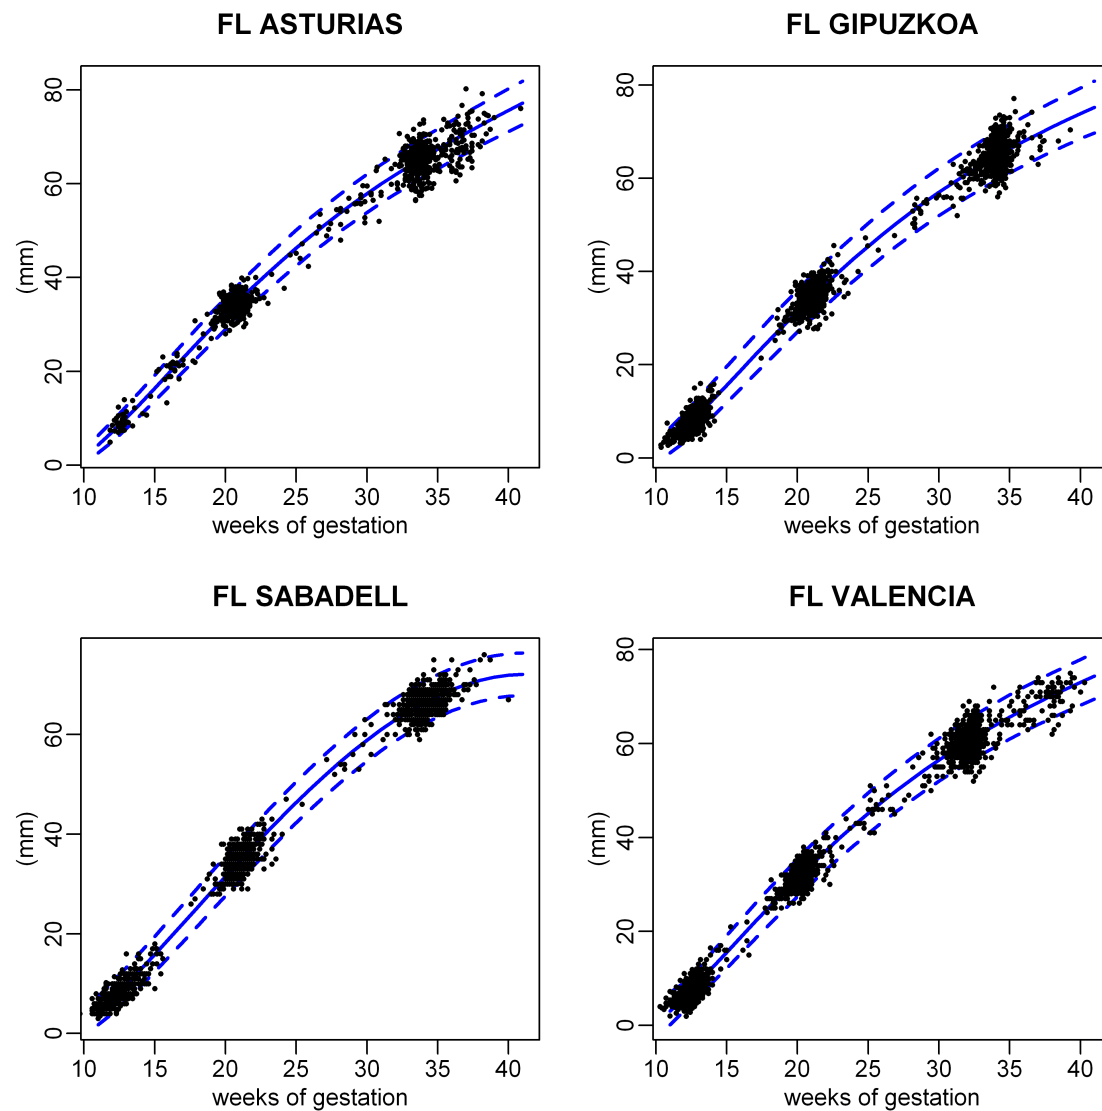 FL ASTURIAS
80
60
40
20
0
(mm)
10 15 20 25 30 35 40
weeks of gestation
FL GIPUZKOA
80
60
40
20
0
(mm)
10 15 20 25 30 35 40
weeks of gestation
FL SABADELL
60
40
20
0
(mm)
10 15 20 25 30 35 40
weeks of gestation
FL VALENCIA
80
60
40
20
0
(mm)
10 15 20 25 30 35 40
weeks of gestation